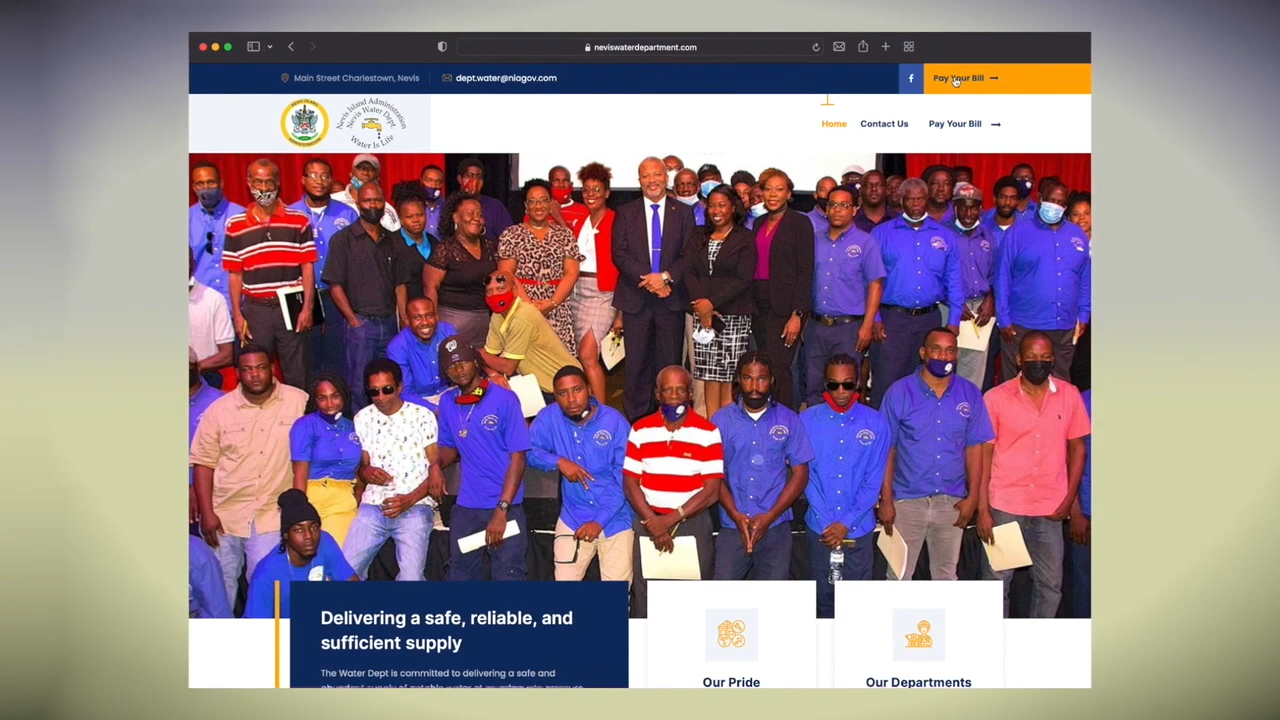 neviswaterdepartment.com
Main Street Charlestown, Nevis
dept.water@niagov.com
Pay Your Bill
Nevis Island Administration
Nevis Water Dept.
Water Is Life
Home
Contact Us
Pay Your Bill
Delivering a safe, reliable, and
sufficient supply
The Water Dept is committed to delivering a safe and
Our Pride
Our Departments